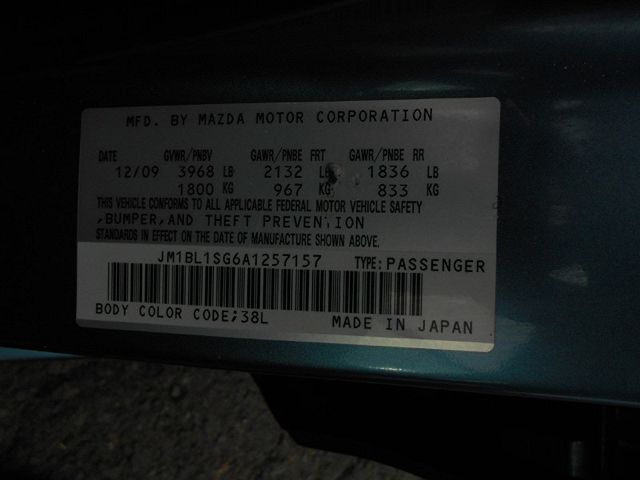 MFD. BY MAZDA MOTOR CORPORATION
DATE GVWR/PNBV GAWR/PNBE FRT GAWR/PNBE RR
12/09 3968 LB 2132 LB 1836 LB
1800 KG 967 KG 833 KG
THIS VEHICLE CONFORMS TO ALL APPLICABLE FEDERAL MOTOR VEHICLE SAFETY
,BUMPER,AND THEFT PREVENTION
STANDARDS IN EFFECT ON THE DATE OF MANUFACTURE SHOWN ABOVE.
JM1BL1SG6A1257157 TYPE:PASSENGER
BODY COLOR CODE;38L MADE IN JAPAN